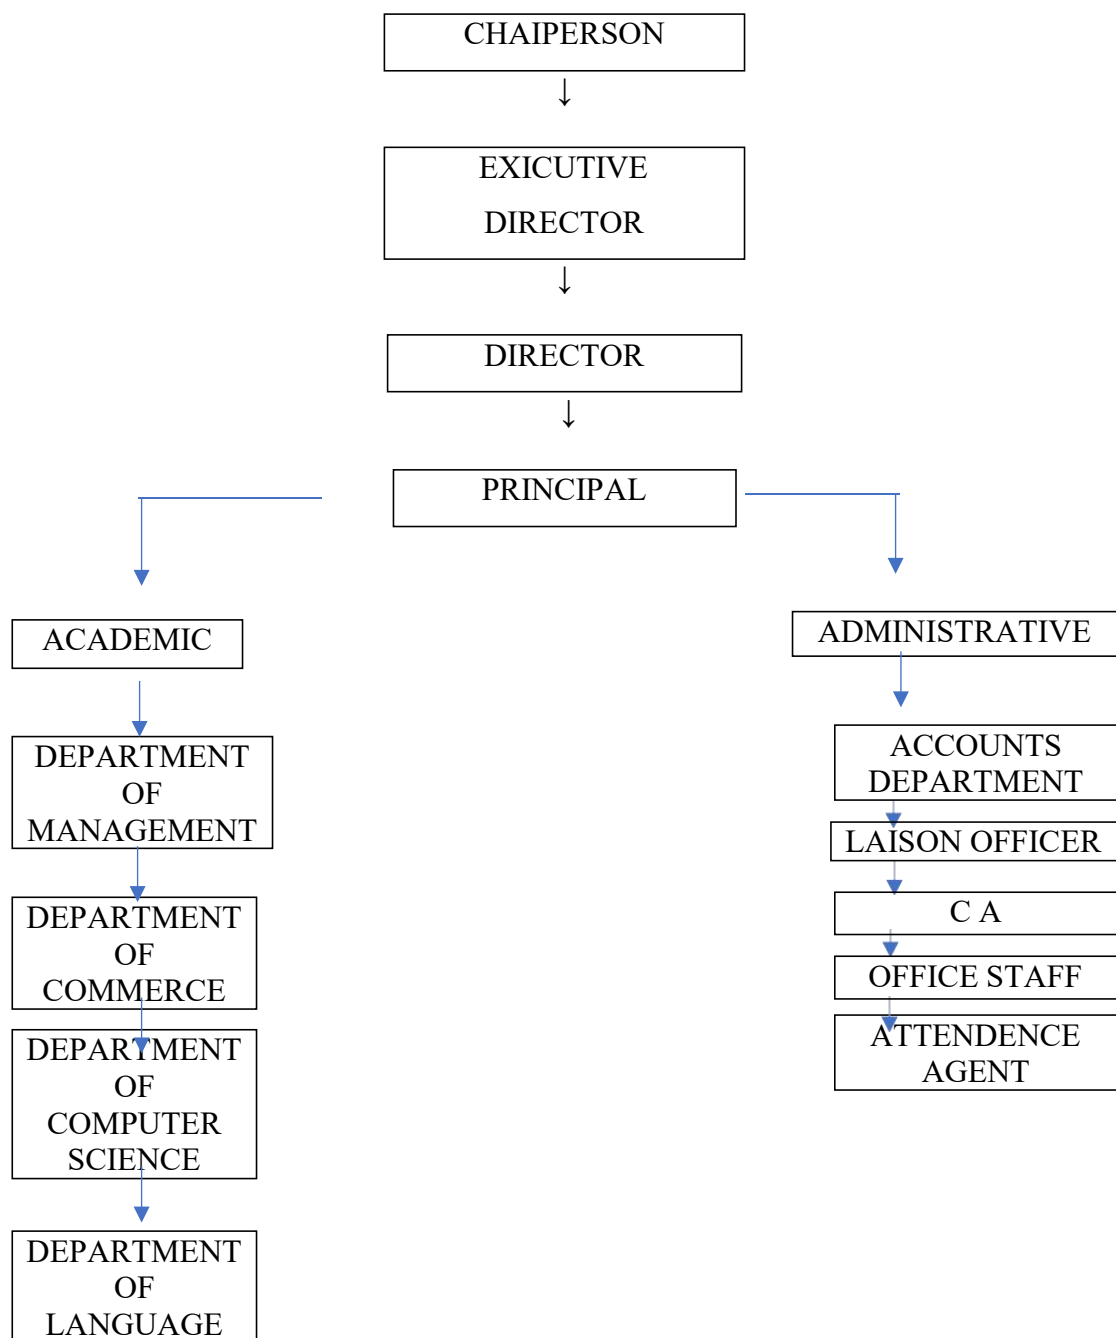 CHAIPERSON
↓
EXICUTIVE
DIRECTOR
↓
DIRECTOR
↓
PRINCIPAL
ACADEMIC
DEPARTMENT
OF
MANAGEMENT
DEPARTMENT
OF
COMMERCE
DEPARTMENT
OF
COMPUTER
SCIENCE
DEPARTMENT
OF
LANGUAGE
ADMINISTRATIVE
ACCOUNTS
DEPARTMENT
LAISON OFFICER
C A
OFFICE STAFF
ATTENDENCE
AGENT